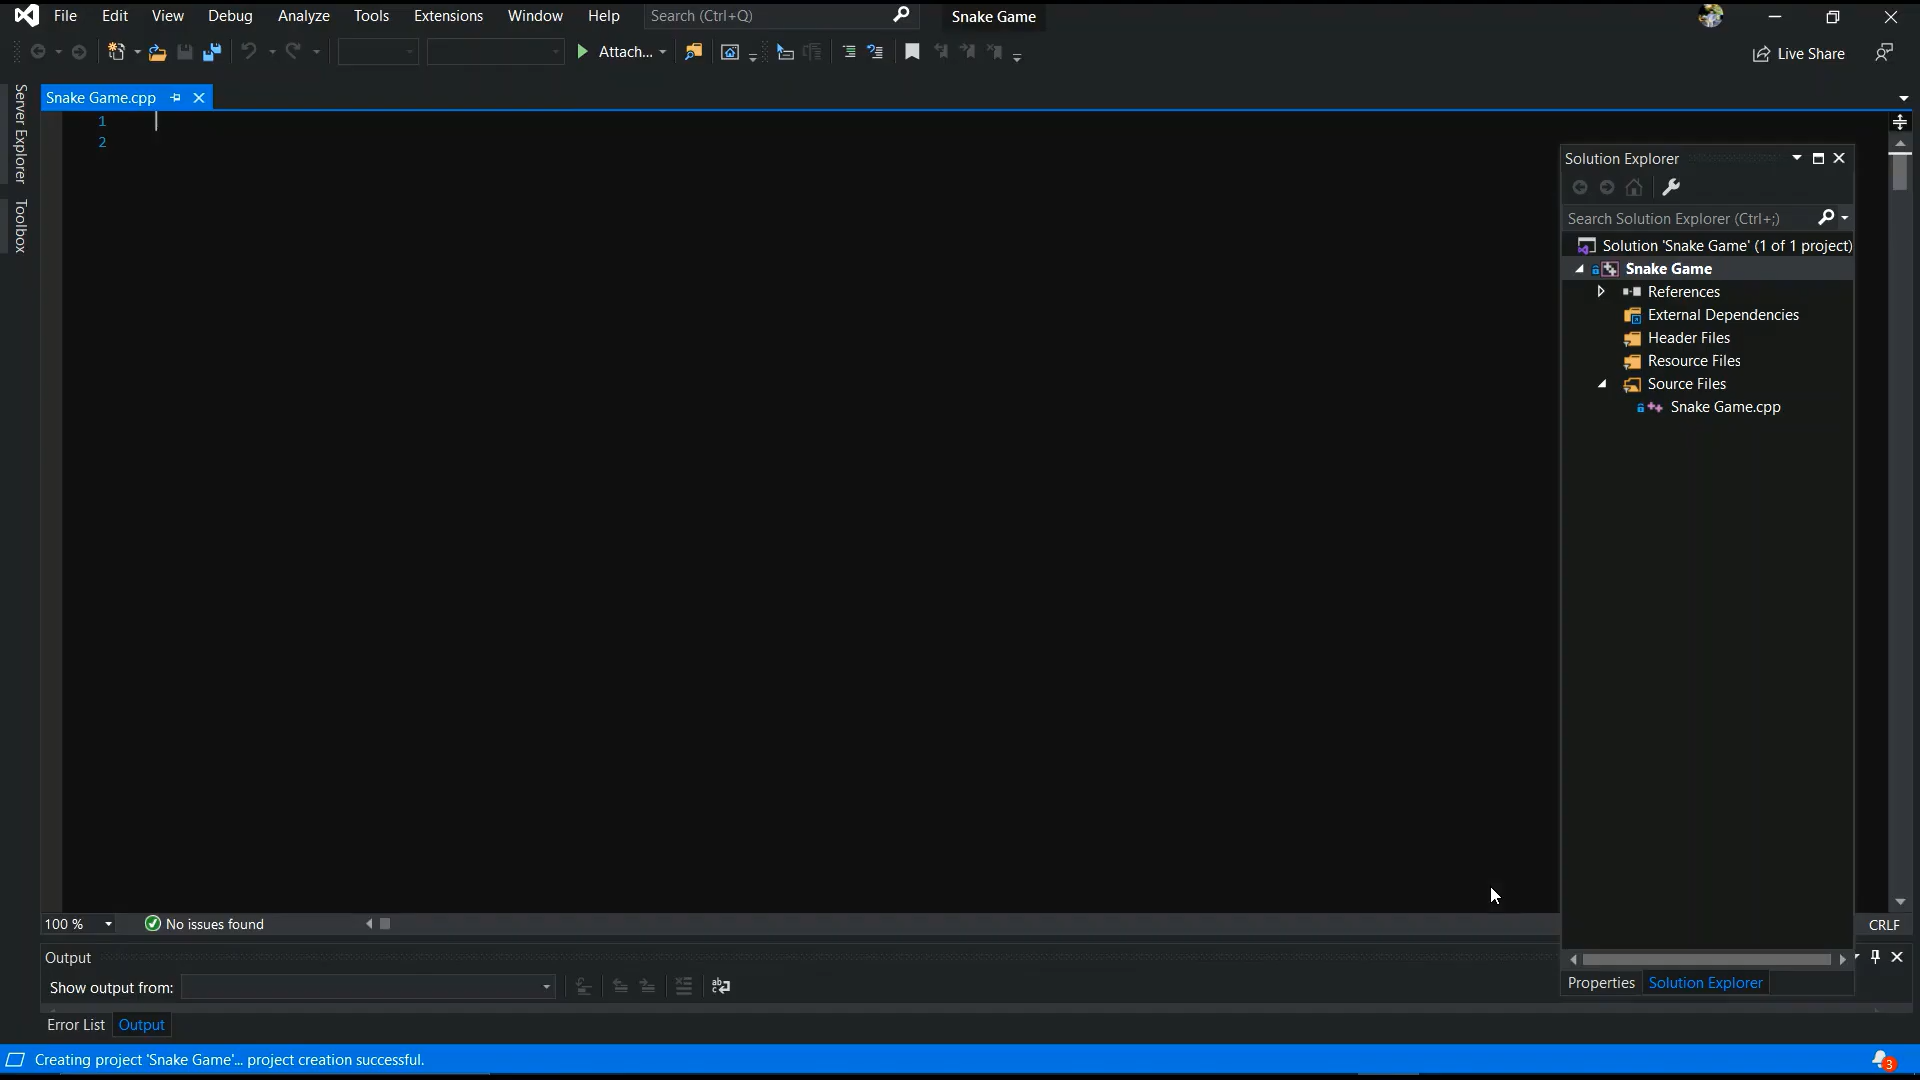 File Edit View Debug Analyze Tools Extensions Window Help Search (Ctrl+Q) Snake Game
Attach... Live Share
Server Explorer
Toolbox
Snake Game.cpp
1
2
Solution Explorer
Search Solution Explorer (Ctrl+;)
Solution 'Snake Game' (1 of 1 project)
Snake Game
References
External Dependencies
Header Files
Resource Files
Source Files
Snake Game.cpp
Properties Solution Explorer
100 % No issues found CRLF
Output
Show output from:
Error List Output
Creating project 'Snake Game'... project creation successful. 3